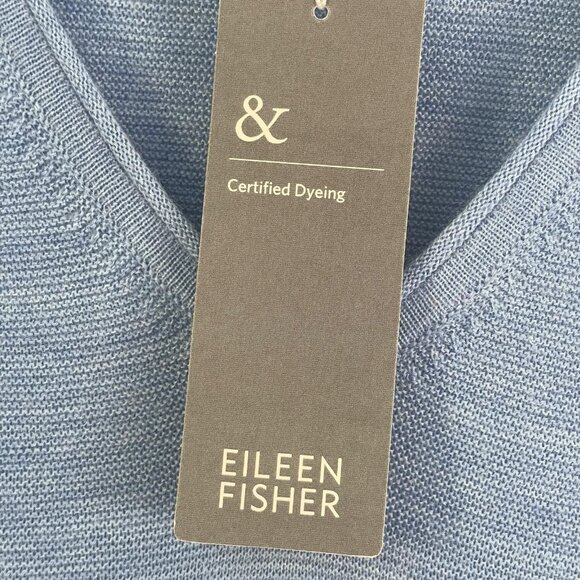 &
Certified Dyeing
EILEEN
FISHER